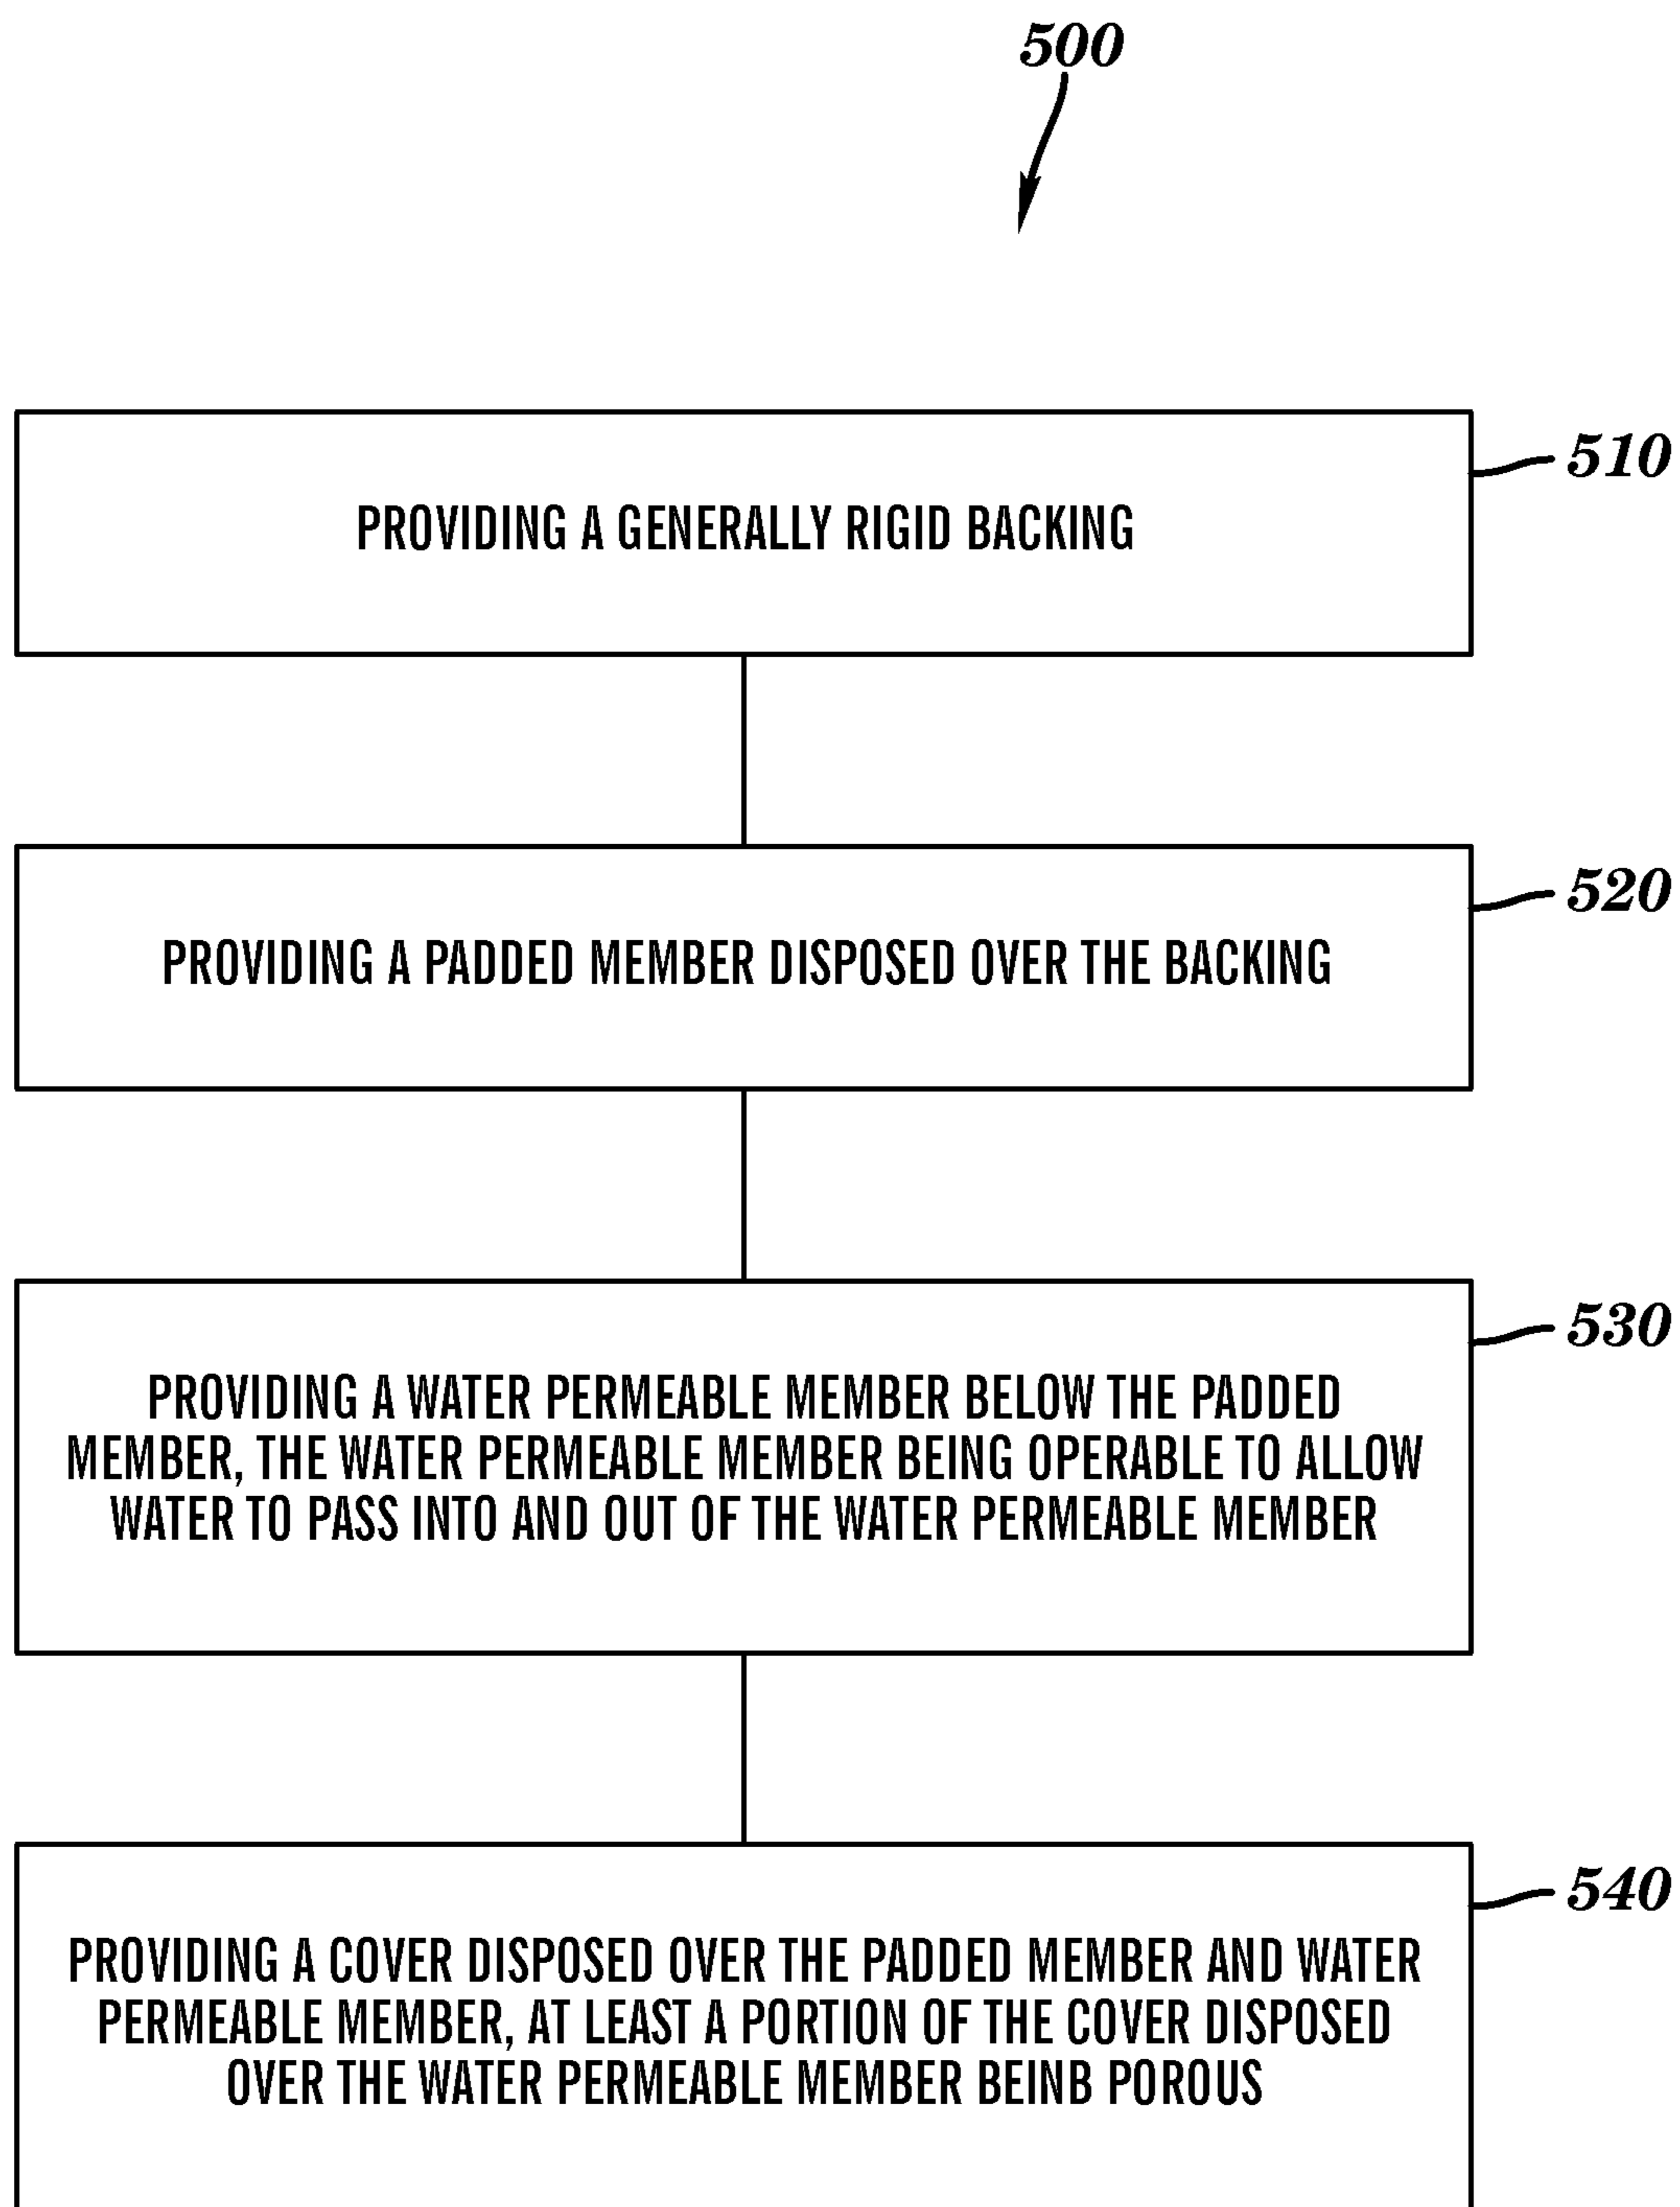 500
510
PROVIDING A GENERALLY RIGID BACKING
520
PROVIDING A PADDED MEMBER DISPOSED OVER THE BACKING
530
PROVIDING A WATER PERMEABLE MEMBER BELOW THE PADDED
MEMBER, THE WATER PERMEABLE MEMBER BEING OPERABLE TO ALLOW
WATER TO PASS INTO AND OUT OF THE WATER PERMEABLE MEMBER
540
PROVIDING A COVER DISPOSED OVER THE PADDED MEMBER AND WATER
PERMEABLE MEMBER, AT LEAST A PORTION OF THE COVER DISPOSED
OVER THE WATER PERMEABLE MEMBER BEINB POROUS